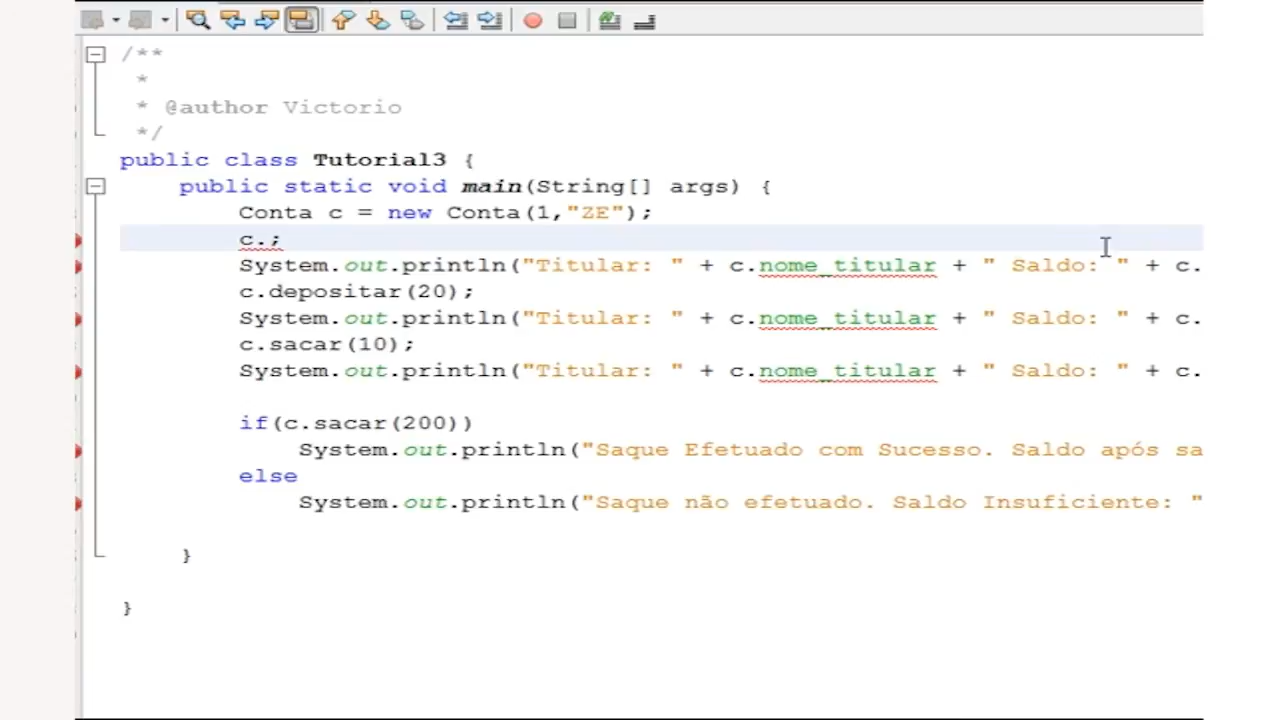 /**
*
* @author Victorio
*/
public class Tutorial3 {
public static void main(String[] args) {
Conta c = new Conta(1,"ZE");
c.;
System.out.println("Titular: " + c.nome_titular + " Saldo: " + c.
c.depositar(20);
System.out.println("Titular: " + c.nome_titular + " Saldo: " + c.
c.sacar(10);
System.out.println("Titular: " + c.nome_titular + " Saldo: " + c.
if(c.sacar(200))
System.out.println("Saque Efetuado com Sucesso. Saldo após sa
else
System.out.println("Saque não efetuado. Saldo Insuficiente: "
}
}